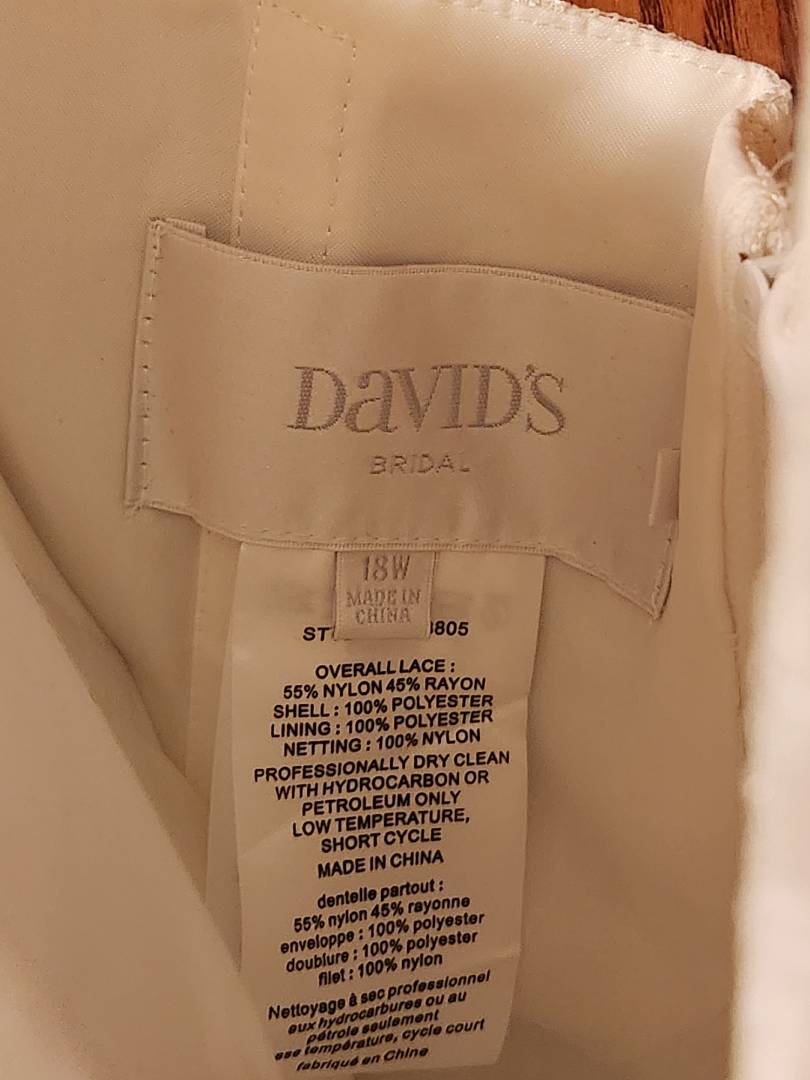 DAVID'S
BRIDAL
18W
MADE IN
CHINA
OVERALL LACE :
55% NYLON 45% RAYON
SHELL : 100% POLYESTER
LINING : 100% POLYESTER
NETTING : 100% NYLON
PROFESSIONALLY DRY CLEAN
WITH HYDROCARBON OR
PETROLEUM ONLY
LOW TEMPERATURE,
SHORT CYCLE
MADE IN CHINA
dentelle partout :
55% nylon 45% rayonne
enveloppe : 100% polyester
doublure : 100% polyester
filet : 100% nylon
Nettoyage à sec professionnel
aux hydrocarbures ou au
pétrole seulement
température, cycle court
fabriqué en Chine